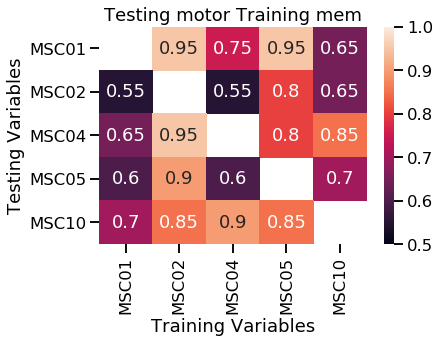 Testing motor Training mem
Testing Variables
MSC01 0.95 0.75 0.95 0.65
MSC02 0.55 0.55 0.8 0.65
MSC04 0.65 0.95 0.8 0.85
MSC05 0.6 0.9 0.6 0.7
MSC10 0.7 0.85 0.9 0.85
MSC01 MSC02 MSC04 MSC05 MSC10
Training Variables
1.0
0.9
0.8
0.7
0.6
0.5